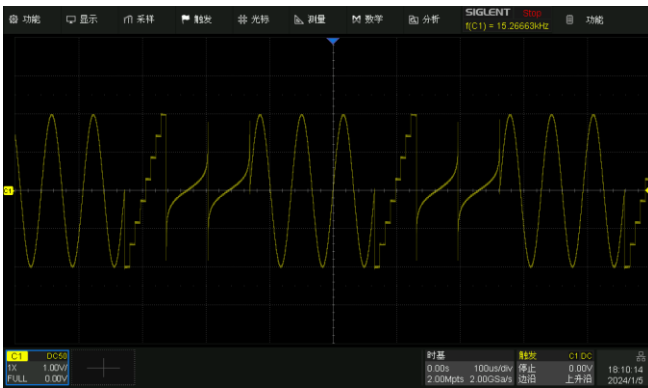 功能 显示 采样 触发 光标 测量 数学 分析 SIGLENT Stop 功能
f(C1) = 15.26663kHz
C1
C1 DC50 时基 触发 C1 DC
1X 1.00V/ 0.00s 100us/div 停止 0.00V 18:10:14
FULL 0.00V 2.00Mpts 2.00GSa/s 边沿 上升沿 2024/1/5